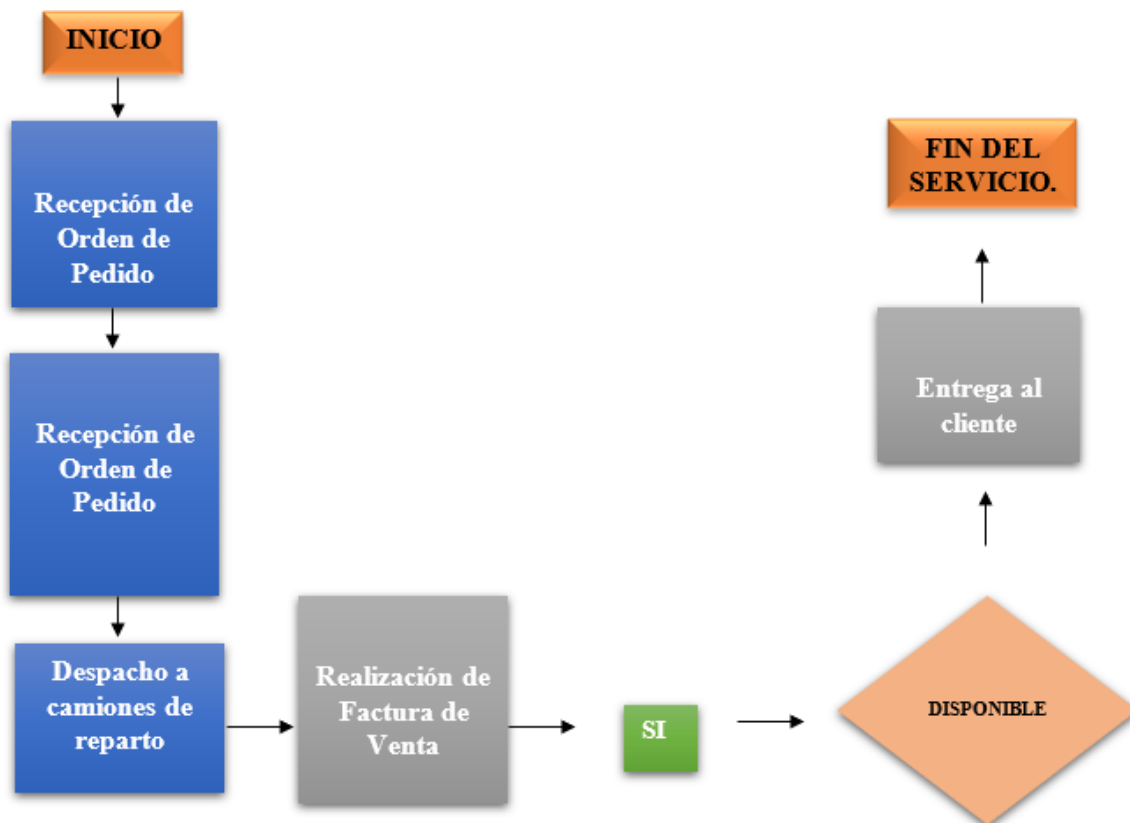 INICIO
Recepción de
Orden de
Pedido
Recepción de
Orden de
Pedido
Despacho a
camiones de
reparto
Realización de
Factura de
Venta
SI
DISPONIBLE
Entrega al
cliente
FIN DEL
SERVICIO.